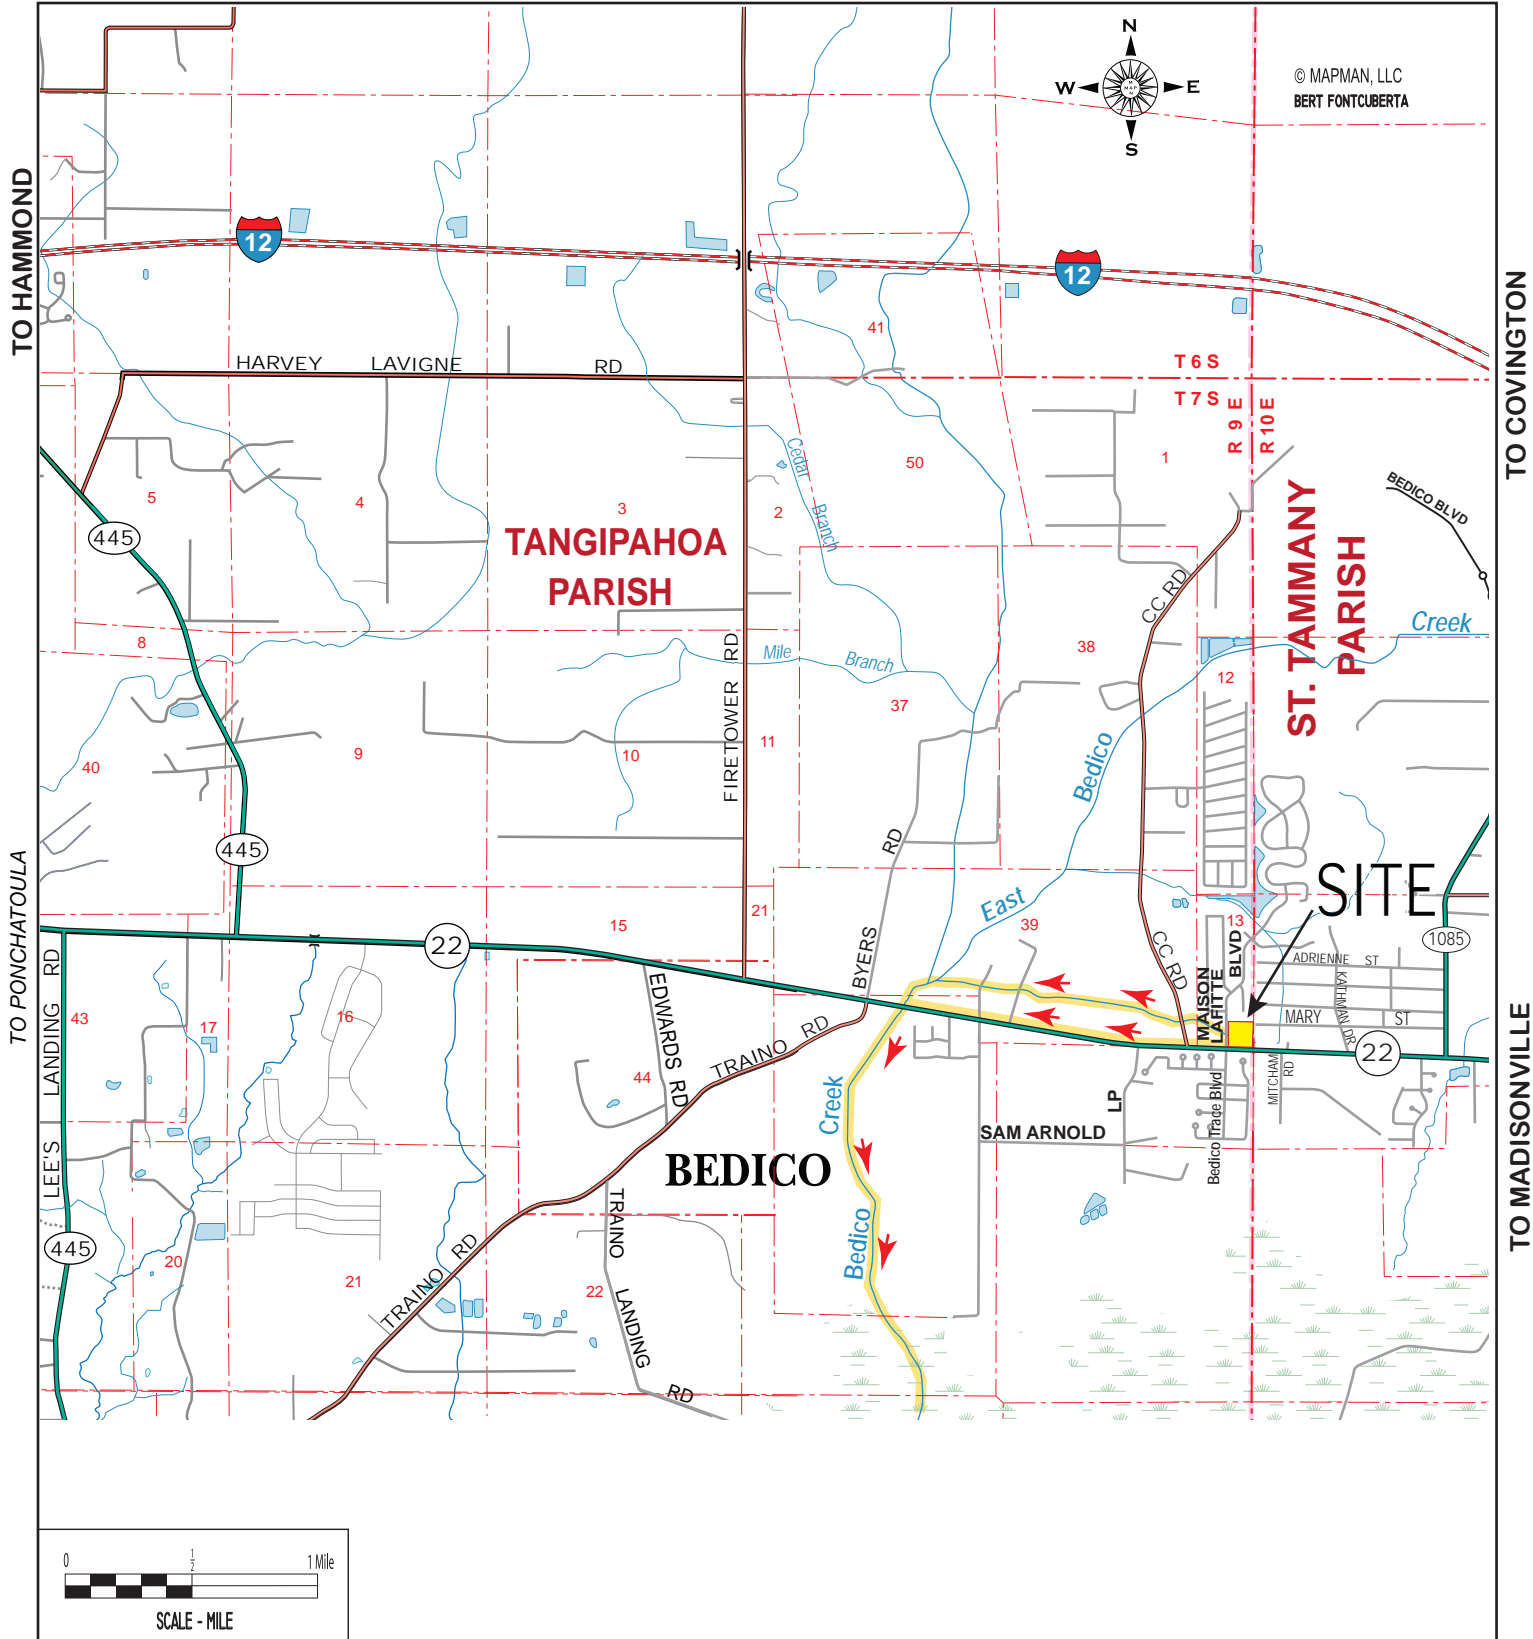 N
W
E
S
MAP
MAN
© MAPMAN, LLC
BERT FONTCUBERTA
TO HAMMOND
12
12
TO COVINGTON
41
HARVEY LAVIGNE RD
T 6 S
T 7 S
R 9 E
R 10 E
Cedar Branch
50
1
5
4
3
2
445
TANGIPAHOA
PARISH
ST. TAMMANY
PARISH
BEDICO BLVD
CC RD
Creek
8
Mile Branch
38
12
37
FIRETOWER RD
9
10
11
40
Bedico
445
BYERS RD
SITE
East
15
21
39
13
22
1085
TO PONCHATOULA
LEE'S LANDING RD
EDWARDS RD
CC RD
MAISON
LAFITTE
BLVD
ADRIENNE ST
KATHMAN DR
MARY ST
43
17
16
TRAINO RD
22
44
MITCHAM
RD
Creek
LP
SAM ARNOLD
Bedico Trace Blvd
BEDICO
TRAINO LANDING RD
Bedico
TRAINO RD
445
20
21
22
TO MADISONVILLE
0 1/2 1 Mile
SCALE - MILE